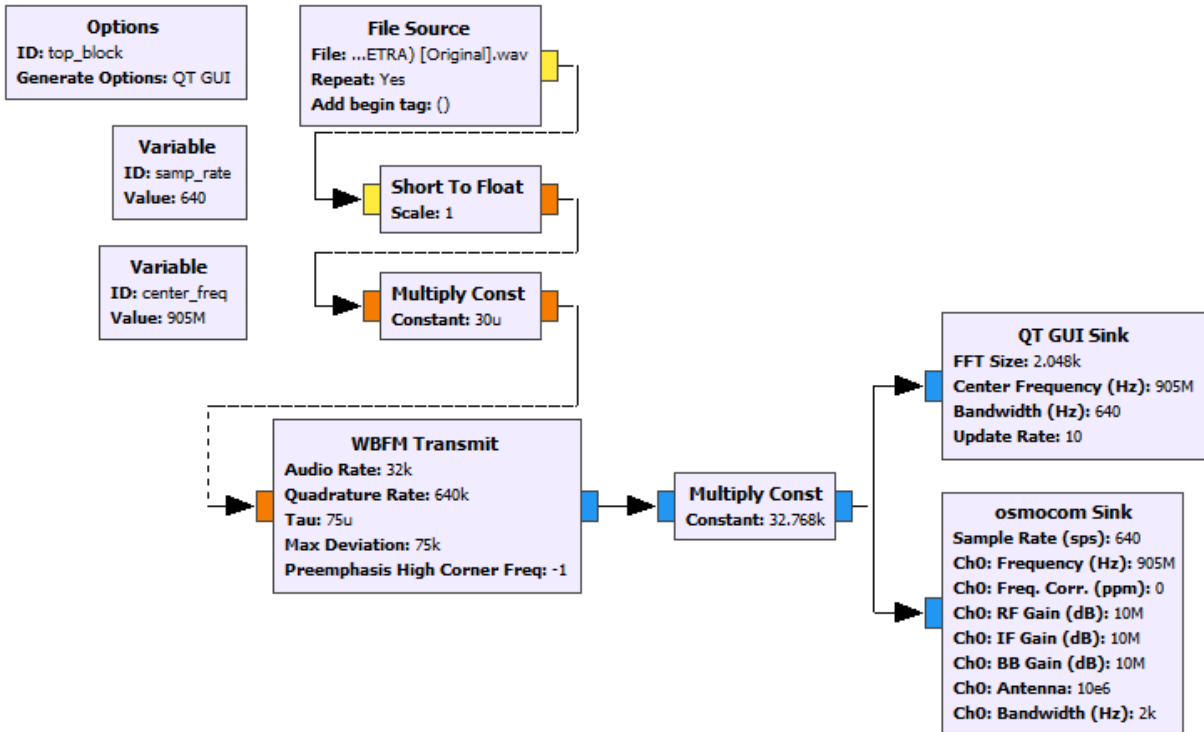 Options
ID: top_block
Generate Options: QT GUI
File Source
File: ...ETRA) [Original].wav
Repeat: Yes
Add begin tag: ()
Variable
ID: samp_rate
Value: 640
Short To Float
Scale: 1
Variable
ID: center_freq
Value: 905M
Multiply Const
Constant: 30u
WBFM Transmit
Audio Rate: 32k
Quadrature Rate: 640k
Tau: 75u
Max Deviation: 75k
Preemphasis High Corner Freq: -1
Multiply Const
Constant: 32.768k
QT GUI Sink
FFT Size: 2.048k
Center Frequency (Hz): 905M
Bandwidth (Hz): 640
Update Rate: 10
osmocom Sink
Sample Rate (sps): 640
Ch0: Frequency (Hz): 905M
Ch0: Freq. Corr. (ppm): 0
Ch0: RF Gain (dB): 10M
Ch0: IF Gain (dB): 10M
Ch0: BB Gain (dB): 10M
Ch0: Antenna: 10e6
Ch0: Bandwidth (Hz): 2k